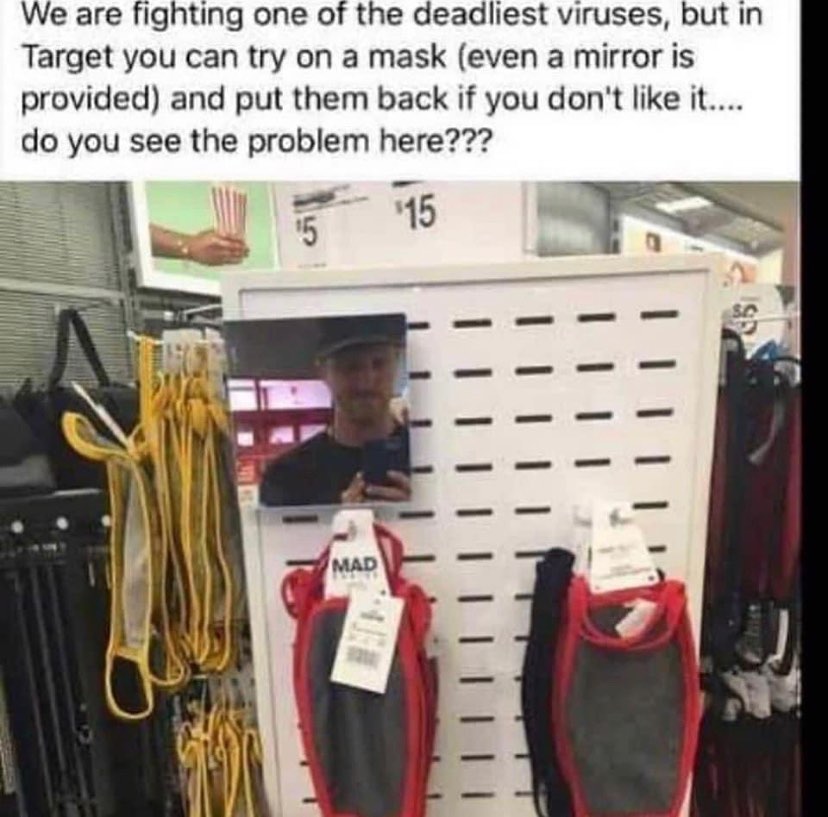 We are fighting one of the deadliest viruses, but in
Target you can try on a mask (even a mirror is
provided) and put them back if you don't like it....
do you see the problem here???
$5
$15
MAD